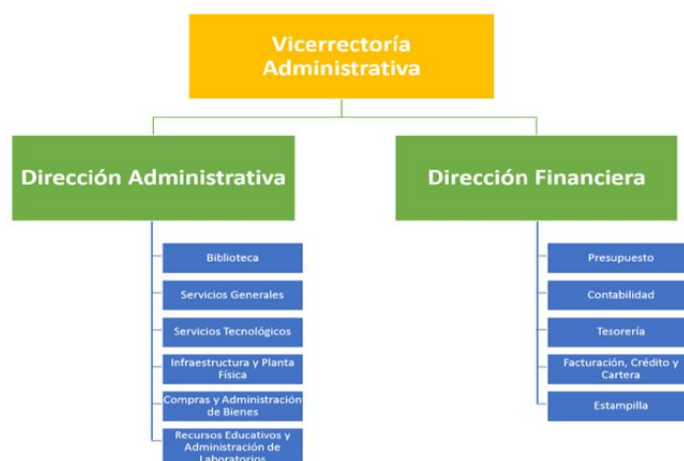 Vicerrectoría
Administrativa
Dirección Administrativa
Dirección Financiera
Biblioteca
Servicios Generales
Servicios Tecnológicos
Infraestructura y Planta
Física
Compras y Administración
de Bienes
Recursos Educativos y
Administración de
Laboratorios
Presupuesto
Contabilidad
Tesorería
Facturación, Crédito y
Cartera
Estampilla